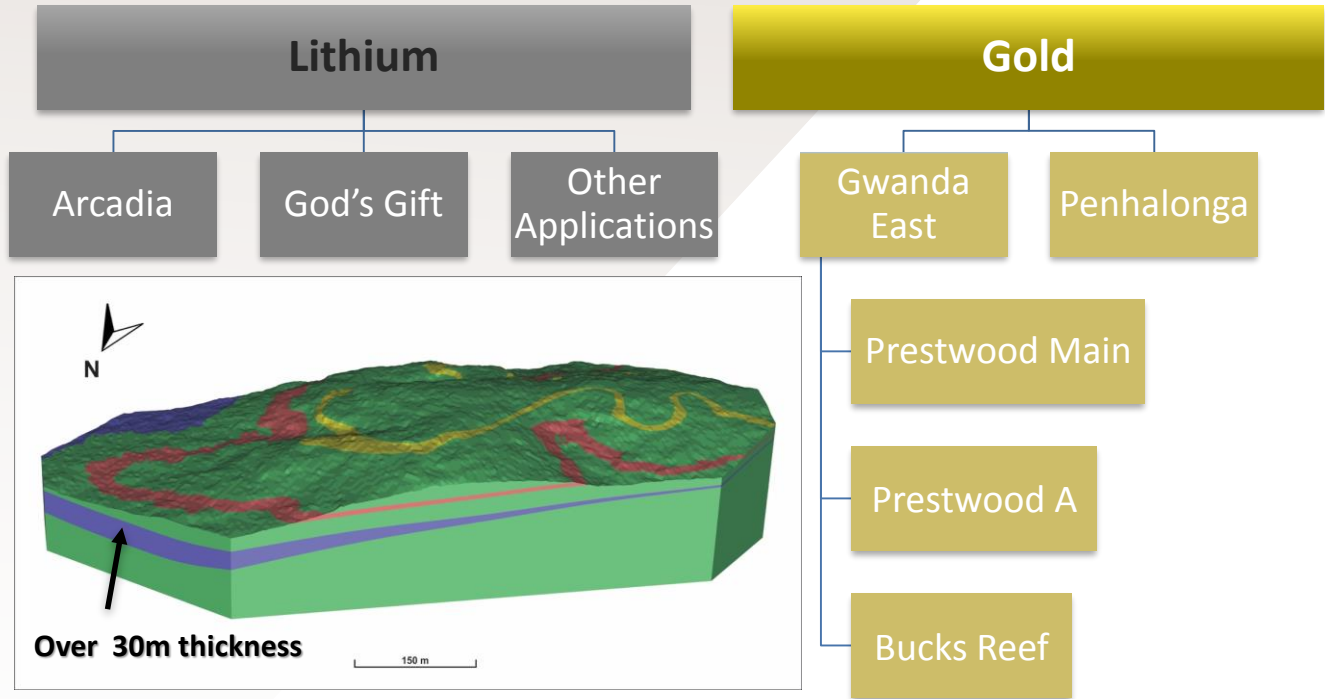 Lithium
Gold
Arcadia
God’s Gift
Other
Applications
Gwanda
East
Penhalonga
Prestwood Main
Prestwood A
Bucks Reef
N
Over 30m thickness
150 m